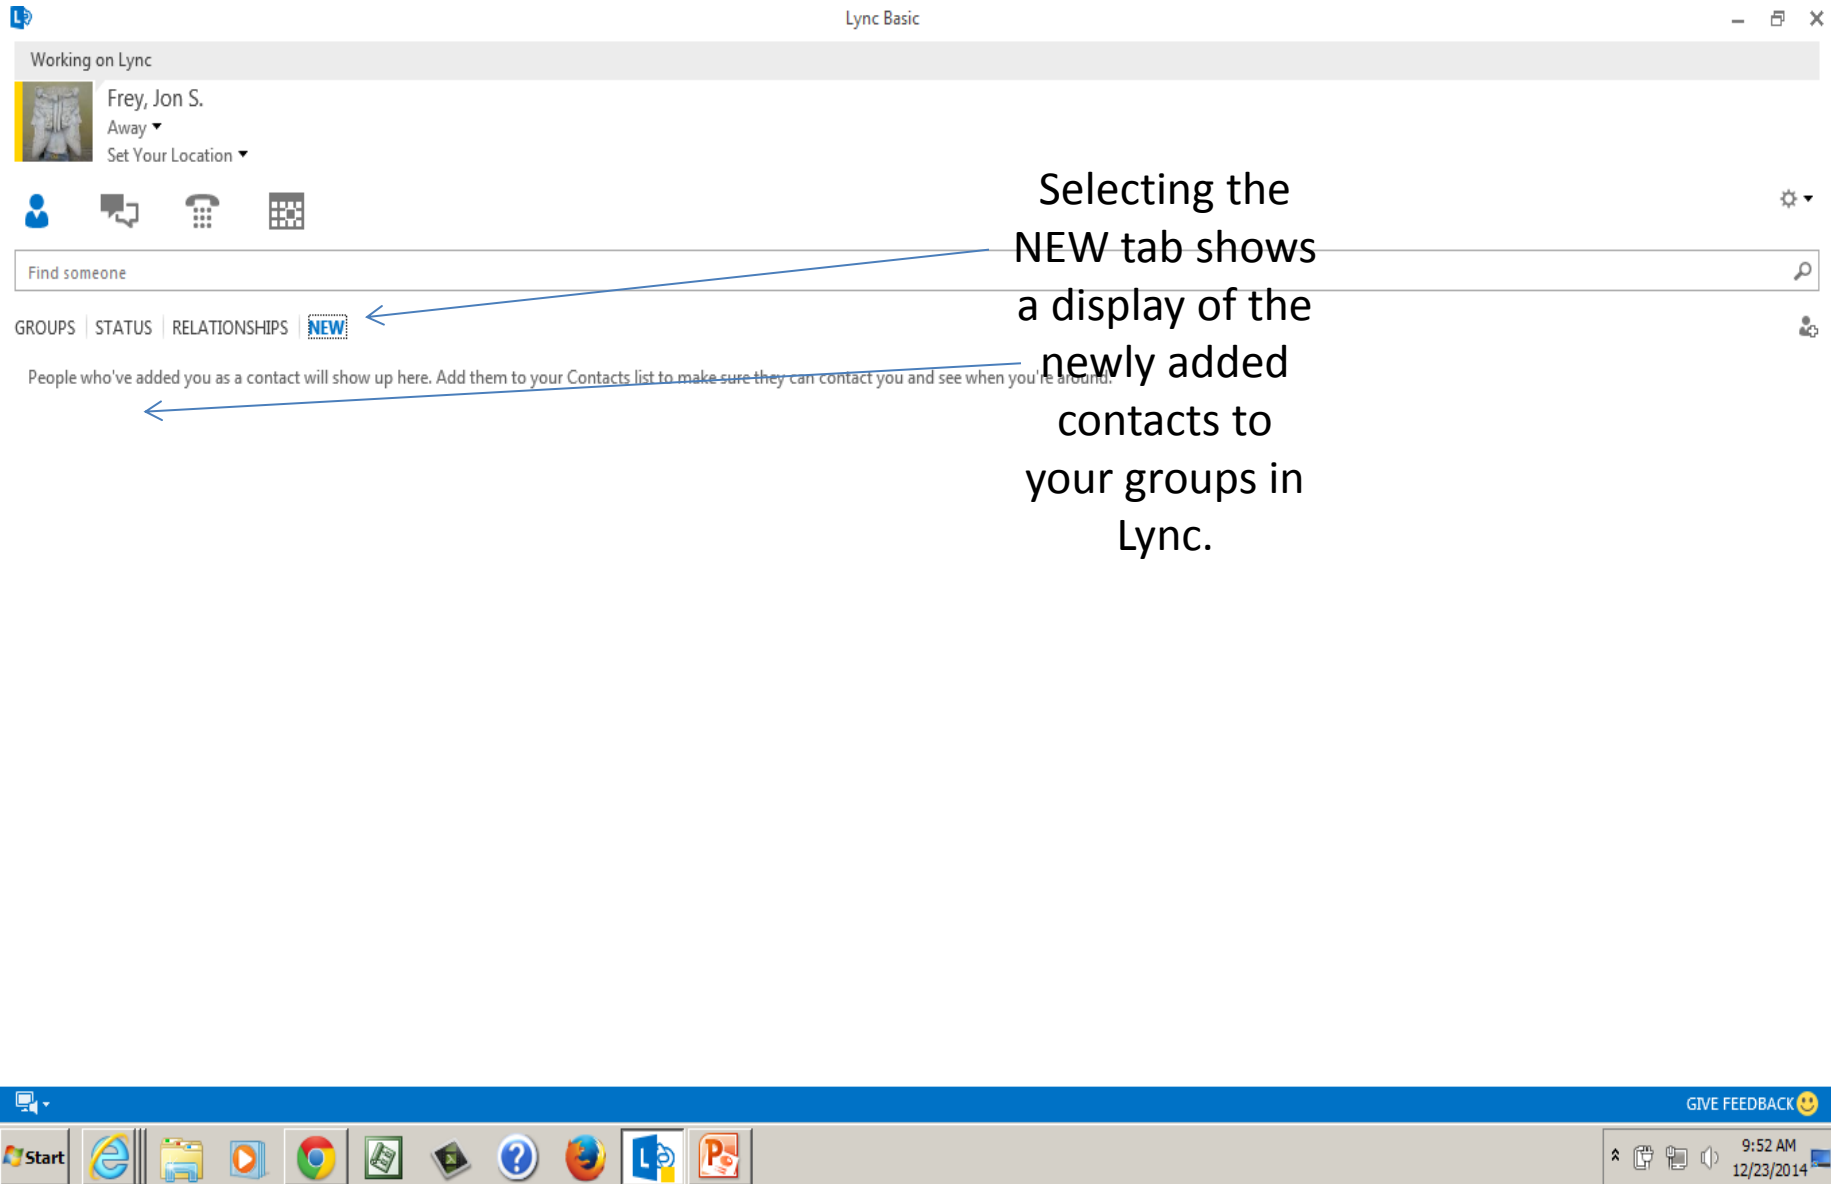 Lync Basic
Working on Lync
Frey, Jon S.
Away
Set Your Location
Find someone
GROUPS STATUS RELATIONSHIPS NEW
People who've added you as a contact will show up here. Add them to your Contacts list to make sure they can contact you and see when you're around.
Selecting the
NEW tab shows
a display of the
newly added
contacts to
your groups in
Lync.
GIVE FEEDBACK
Start
9:52 AM
12/23/2014